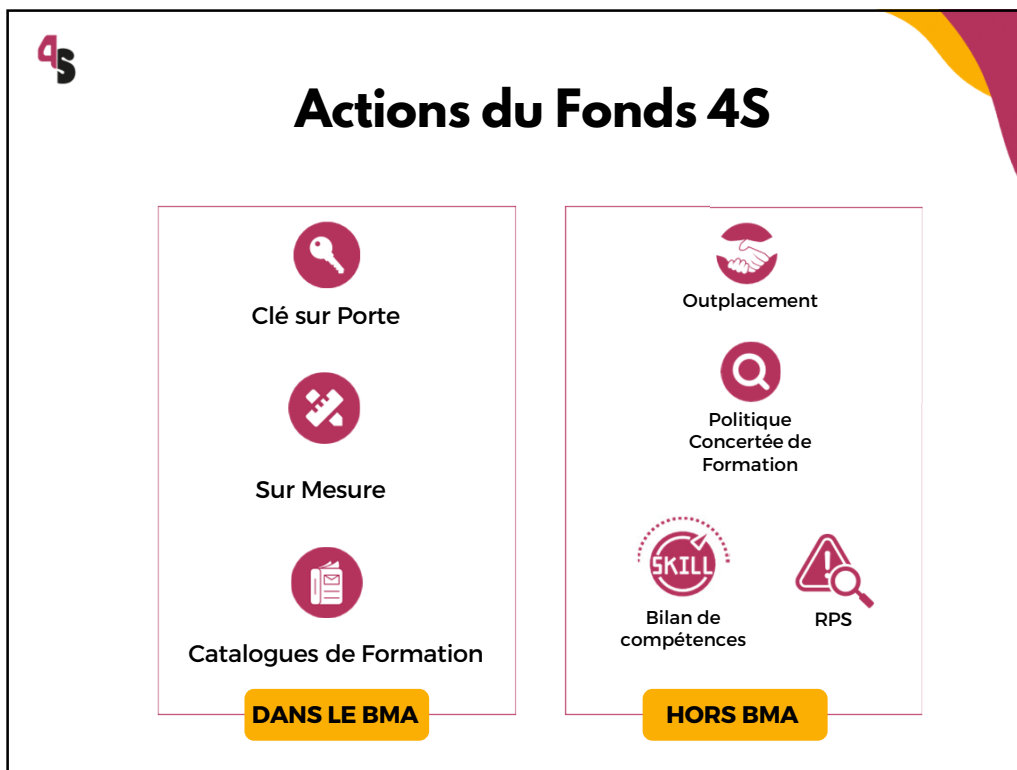 4S
Actions du Fonds 4S
Clé sur Porte
Sur Mesure
Catalogues de Formation
DANS LE BMA
Outplacement
Politique
Concertée de
Formation
SKILL
Bilan de
compétences
RPS
HORS BMA